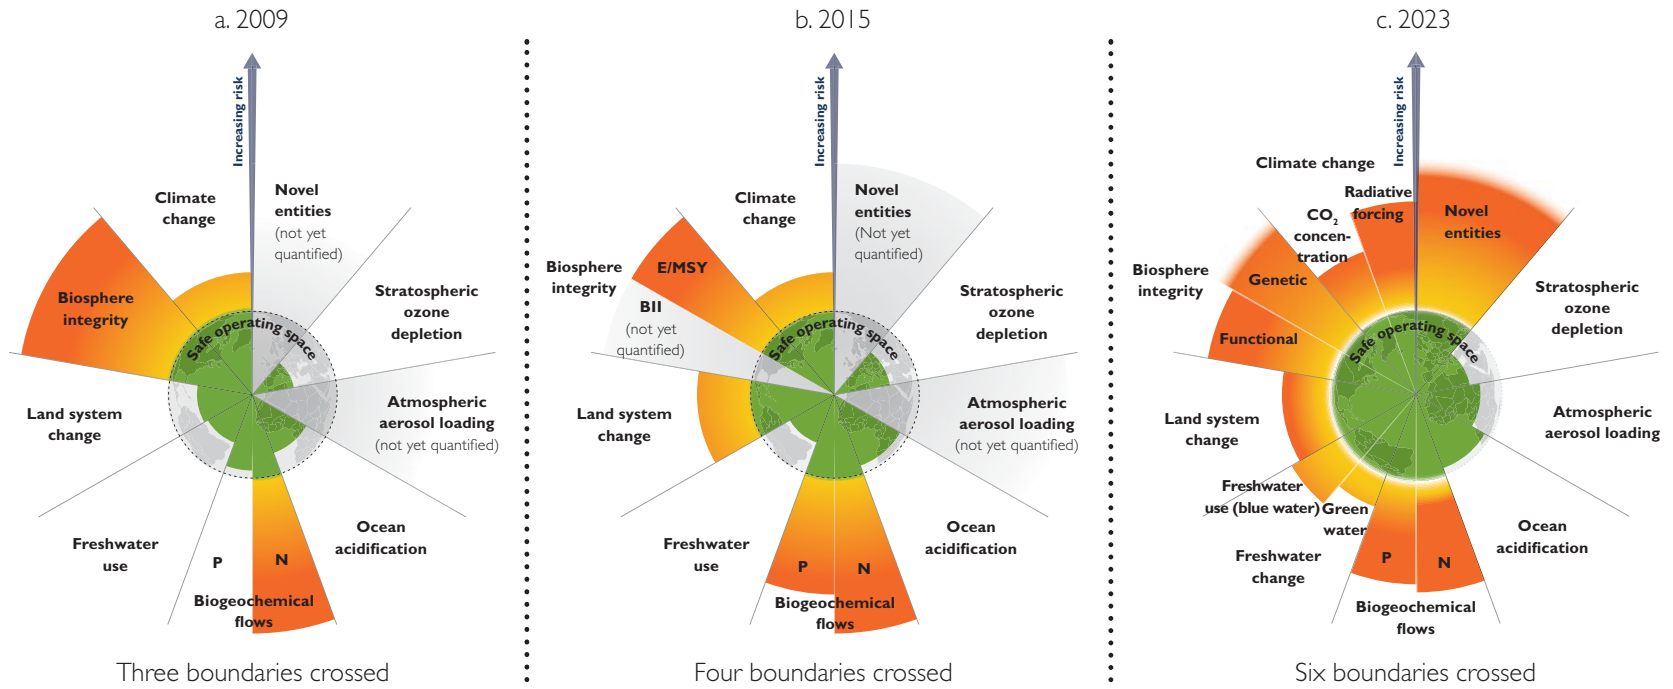 a. 2009
Increasing risk
Climate
change
Novel
entities
(not yet
quantified)
Biosphere
integrity
Safe operating space
Stratospheric
ozone
depletion
Land system
change
Atmospheric
aerosol loading
(not yet quantified)
Freshwater
use
P
N
Ocean
acidification
Biogeochemical
flows
Three boundaries crossed
b. 2015
Increasing risk
Climate
change
Novel
entities
(Not yet
quantified)
Biosphere
integrity
E/MSY
BII
(not yet
quantified)
Safe operating space
Stratospheric
ozone
depletion
Land system
change
Atmospheric
aerosol loading
(not yet quantified)
Freshwater
use
P
N
Ocean
acidification
Biogeochemical
flows
Four boundaries crossed
c. 2023
Increasing risk
Climate change
Radiative
forcing
CO₂
concen-
tration
Novel
entities
Biosphere
integrity
Genetic
Functional
Safe operating space
Stratospheric
ozone
depletion
Land system
change
Atmospheric
aerosol loading
Freshwater
use (blue water)
Green
water
Freshwater
change
P
N
Ocean
acidification
Biogeochemical
flows
Six boundaries crossed